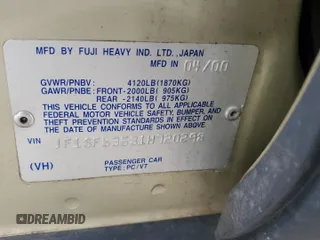 MFD BY FUJI HEAVY IND. LTD., JAPAN
MFD IN 04/00
GVWR/PNBV: 4120LB(1870KG)
GAWR/PNBE: FRONT-2000LB( 905KG)
REAR -2140LB( 975KG)
THIS VEHICLE CONFORMS TO ALL APPLICABLE
FEDERAL MOTOR VEHICLE SAFETY, BUMPER, AND
THEFT PREVENTION STANDARDS IN EFFECT ON
THE DATE OF MANUFACTURE SHOWN ABOVE.
VIN
(VH)
PASSENGER CAR
TYPE: PC/VT
DREAMBID